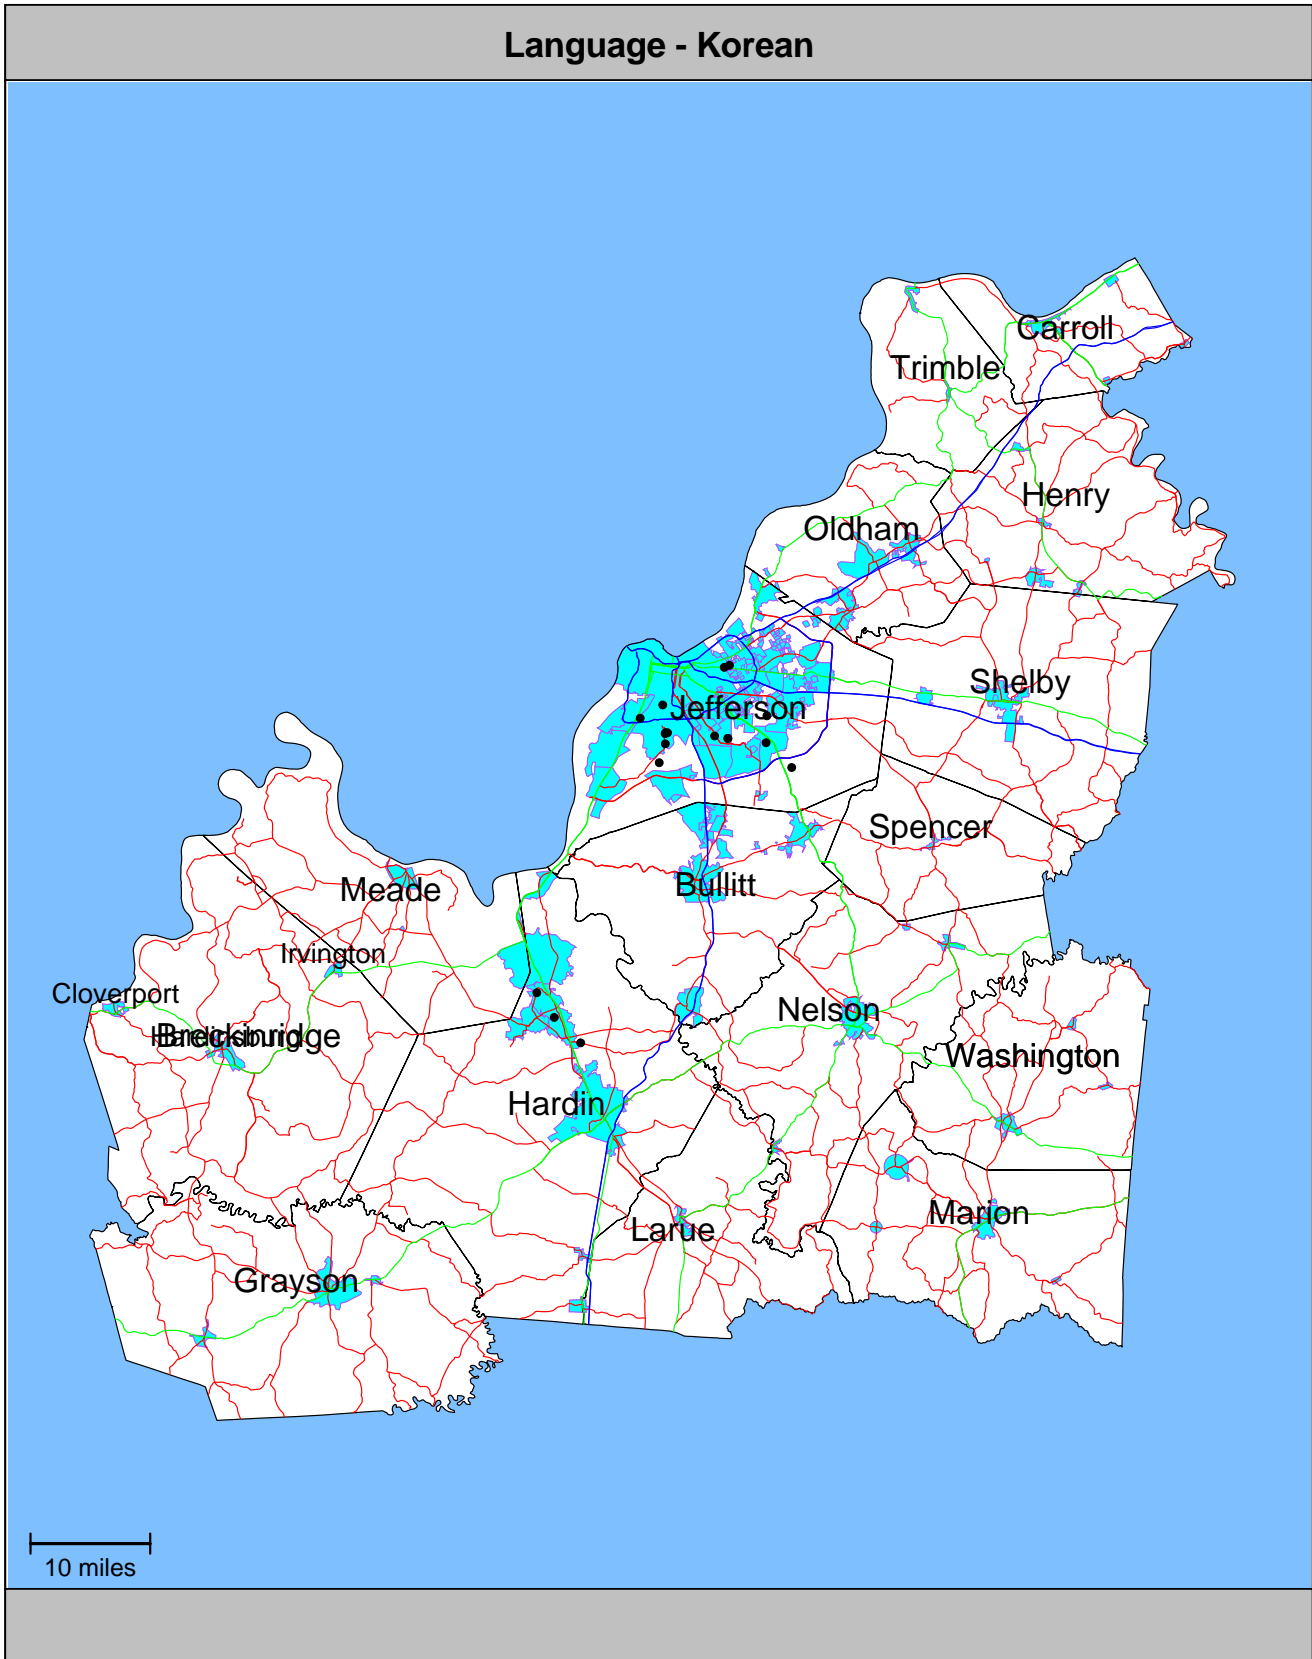 Language - Korean
Carroll
Trimble
Henry
Oldham
Shelby
Jefferson
Spencer
Bullitt
Meade
Irvington
Cloverport
Nelson
Hardinsburg
Breckinridge
Washington
Hardin
Marion
Larue
Grayson
10 miles